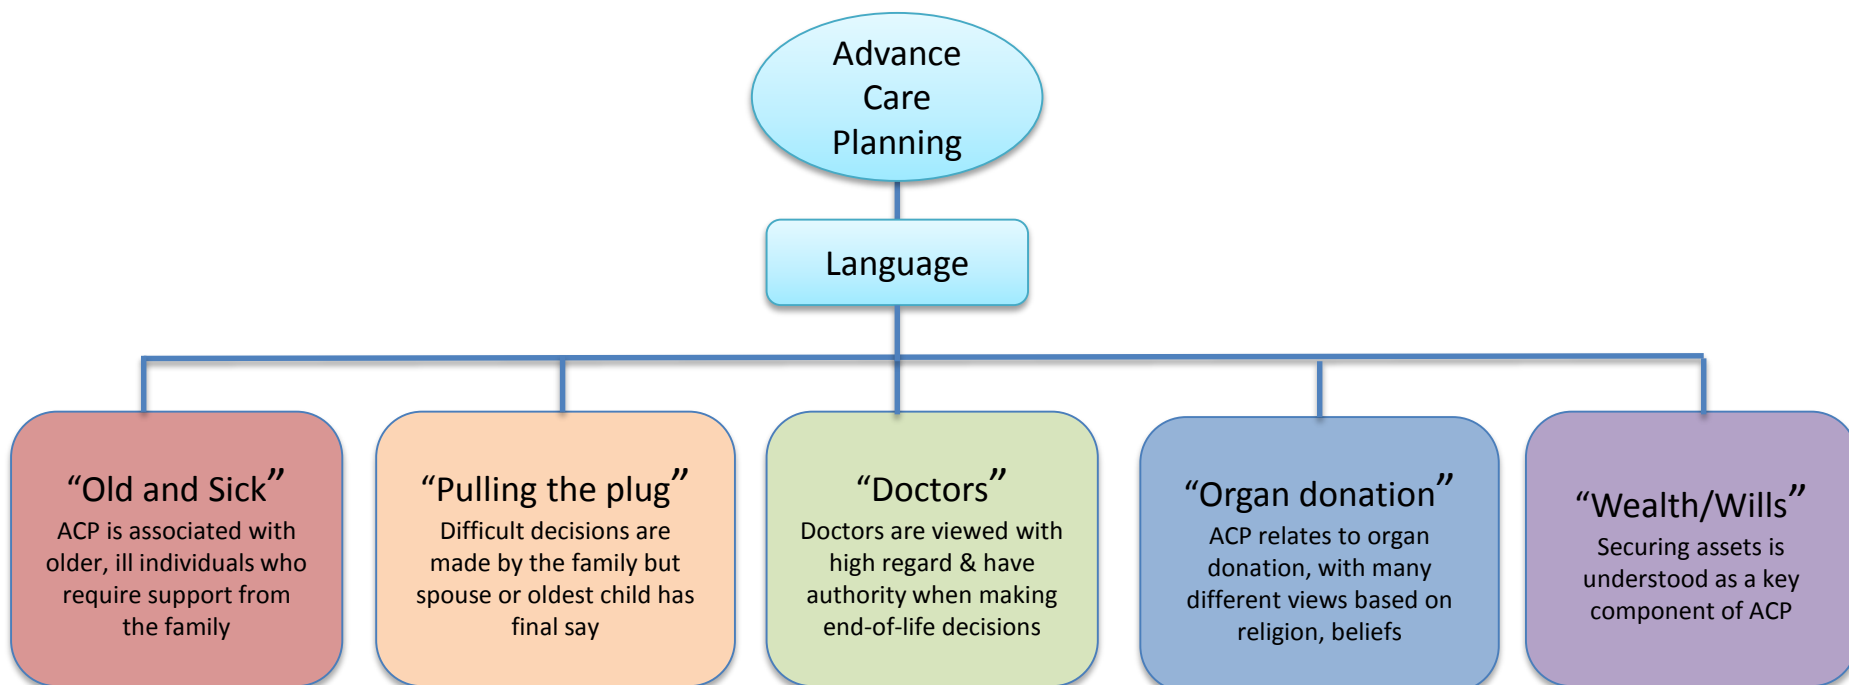 Advance
Care
Planning
Language
“Old and Sick”
ACP is associated with
older, ill individuals who
require support from
the family
“Pulling the plug”
Difficult decisions are
made by the family but
spouse or oldest child has
final say
“Doctors”
Doctors are viewed with
high regard & have
authority when making
end-of-life decisions
“Organ donation”
ACP relates to organ
donation, with many
different views based on
religion, beliefs
“Wealth/Wills”
Securing assets is
understood as a key
component of ACP